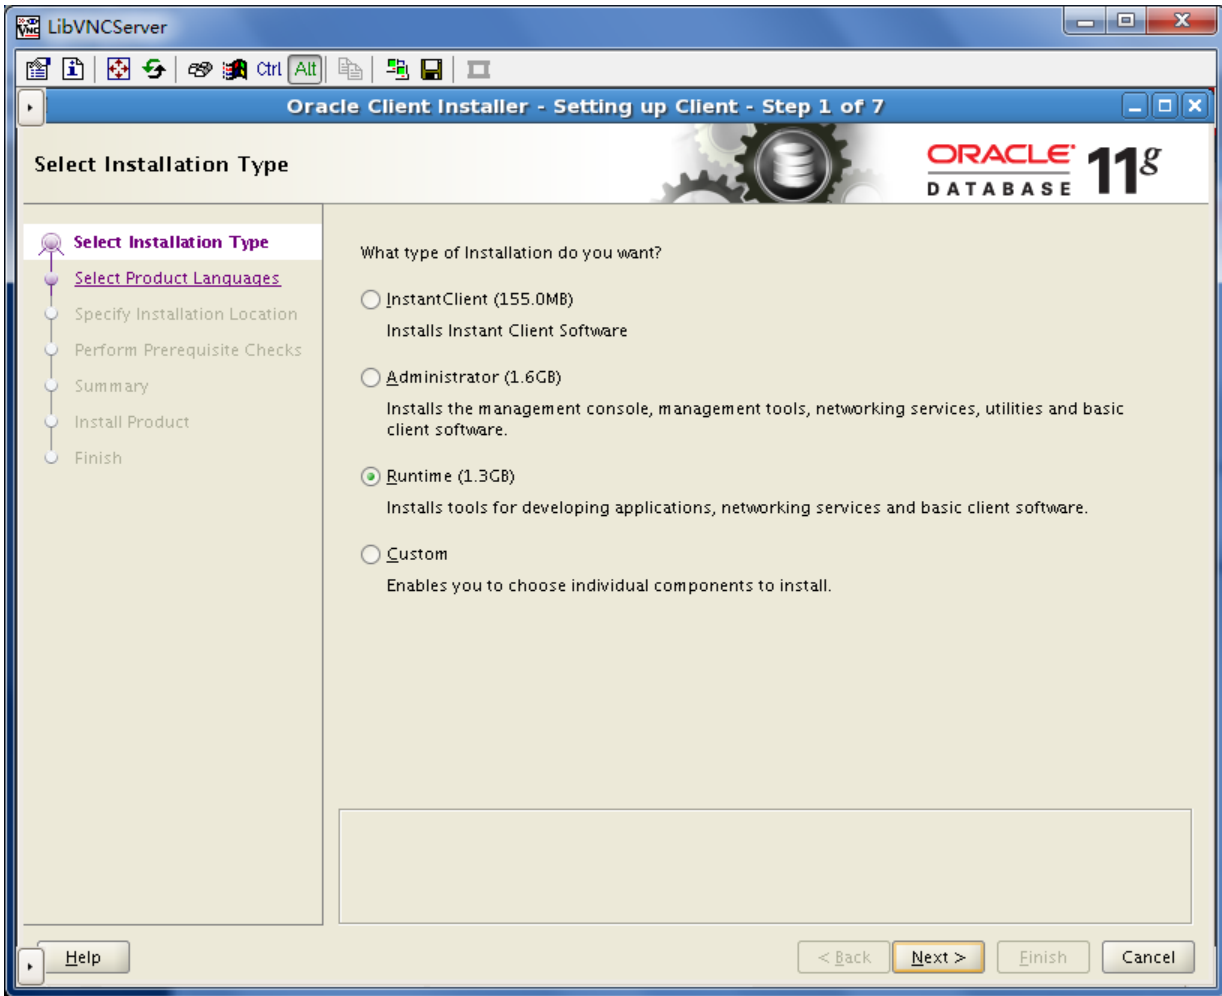 LibVNCServer
Ctrl Alt
Oracle Client Installer - Setting up Client - Step 1 of 7
Select Installation Type
ORACLE
DATABASE
11g
Select Installation Type
Select Product Languages
Specify Installation Location
Perform Prerequisite Checks
Summary
Install Product
Finish
What type of Installation do you want?
InstantClient (155.0MB)
Installs Instant Client Software
Administrator (1.6GB)
Installs the management console, management tools, networking services, utilities and basic
client software.
Runtime (1.3GB)
Installs tools for developing applications, networking services and basic client software.
Custom
Enables you to choose individual components to install.
Help
< Back
Next >
Finish
Cancel